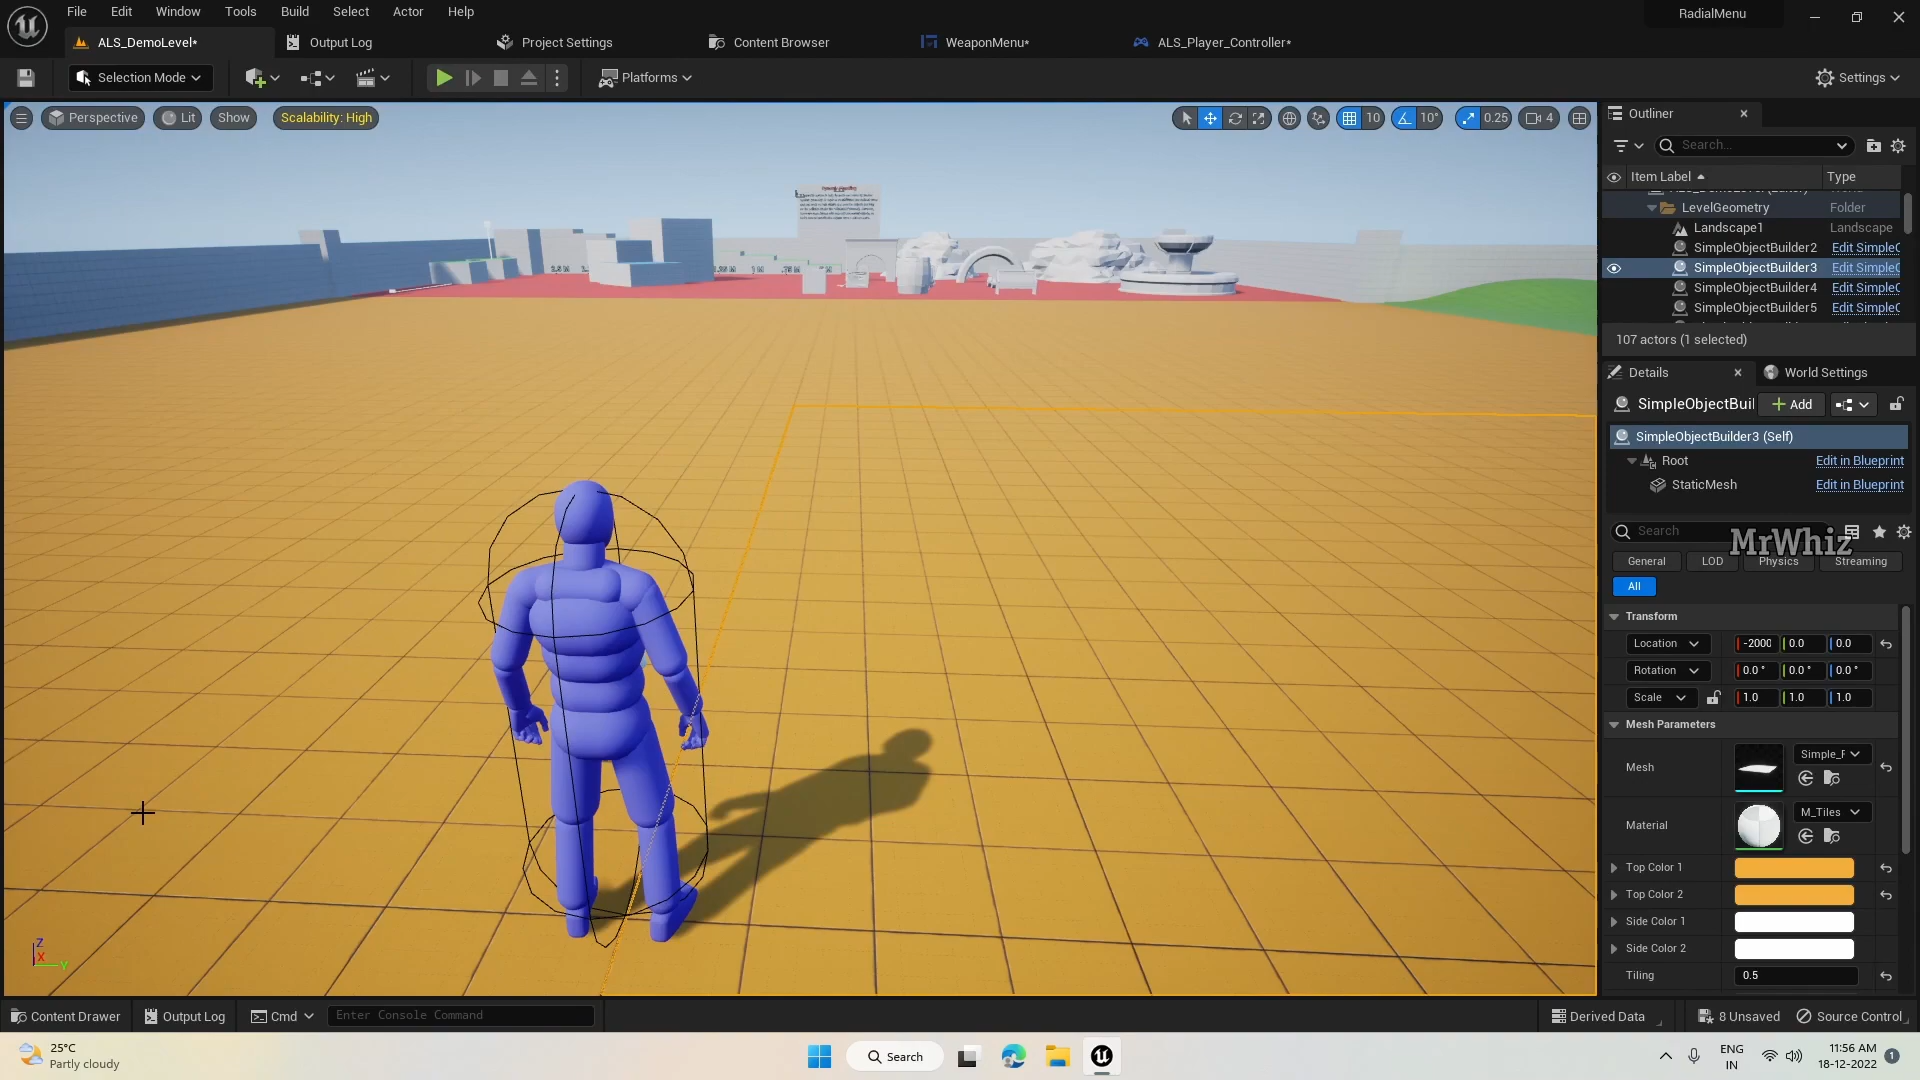 File Edit Window Tools Build Select Actor Help
RadialMenu
ALS_DemoLevel* Output Log Project Settings Content Browser WeaponMenu* ALS_Player_Controller*
Selection Mode Platforms Settings
Perspective Lit Show Scalability: High 10 10° 0.25 4
Outliner
Search...
Item Label Type
LevelGeometry Folder
Landscape1 Landscape
SimpleObjectBuilder2 Edit SimpleO
SimpleObjectBuilder3 Edit SimpleO
SimpleObjectBuilder4 Edit SimpleO
SimpleObjectBuilder5 Edit SimpleO
107 actors (1 selected)
Details World Settings
SimpleObjectBuil Add
SimpleObjectBuilder3 (Self)
Root Edit in Blueprint
StaticMesh Edit in Blueprint
Search
MrWhiz
General LOD Physics Streaming
All
Transform
Location -2000 0.0 0.0
Rotation 0.0° 0.0° 0.0°
Scale 1.0 1.0 1.0
Mesh Parameters
Mesh Simple_F
Material M_Tiles
Top Color 1
Top Color 2
Side Color 1
Side Color 2
Tiling 0.5
Z
X
Y
Content Drawer Output Log Cmd Enter Console Command Derived Data 8 Unsaved Source Control
25°C
Partly cloudy
Search
ENG
IN
11:56 AM
18-12-2022
1